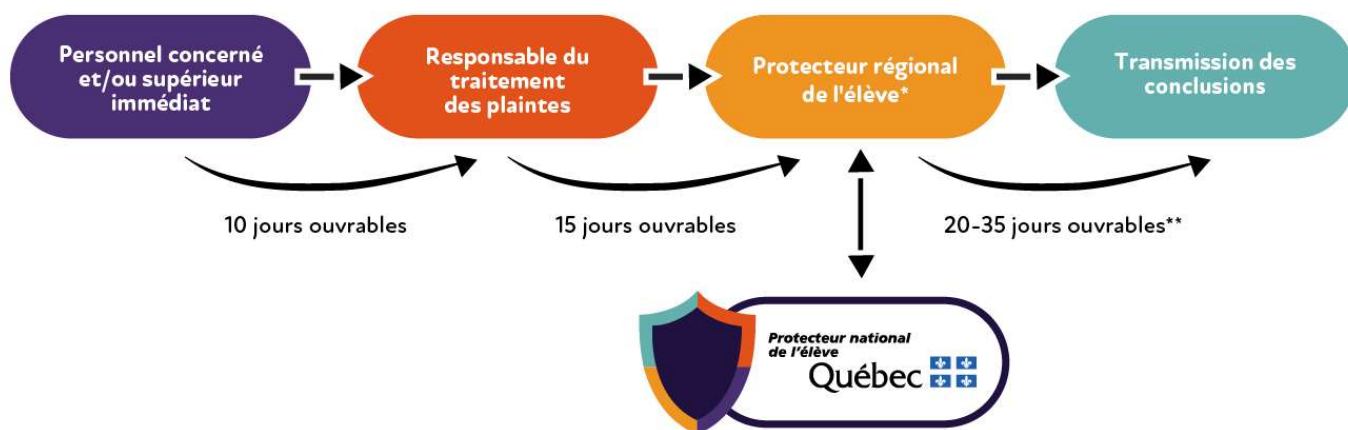 Personnel concerné
et/ou supérieur
immédiat
Responsable du
traitement
des plaintes
Protecteur régional
de l'élève*
Transmission des
conclusions
10 jours ouvrables
15 jours ouvrables
20-35 jours ouvrables**
Protecteur national
de l'élève
Québec